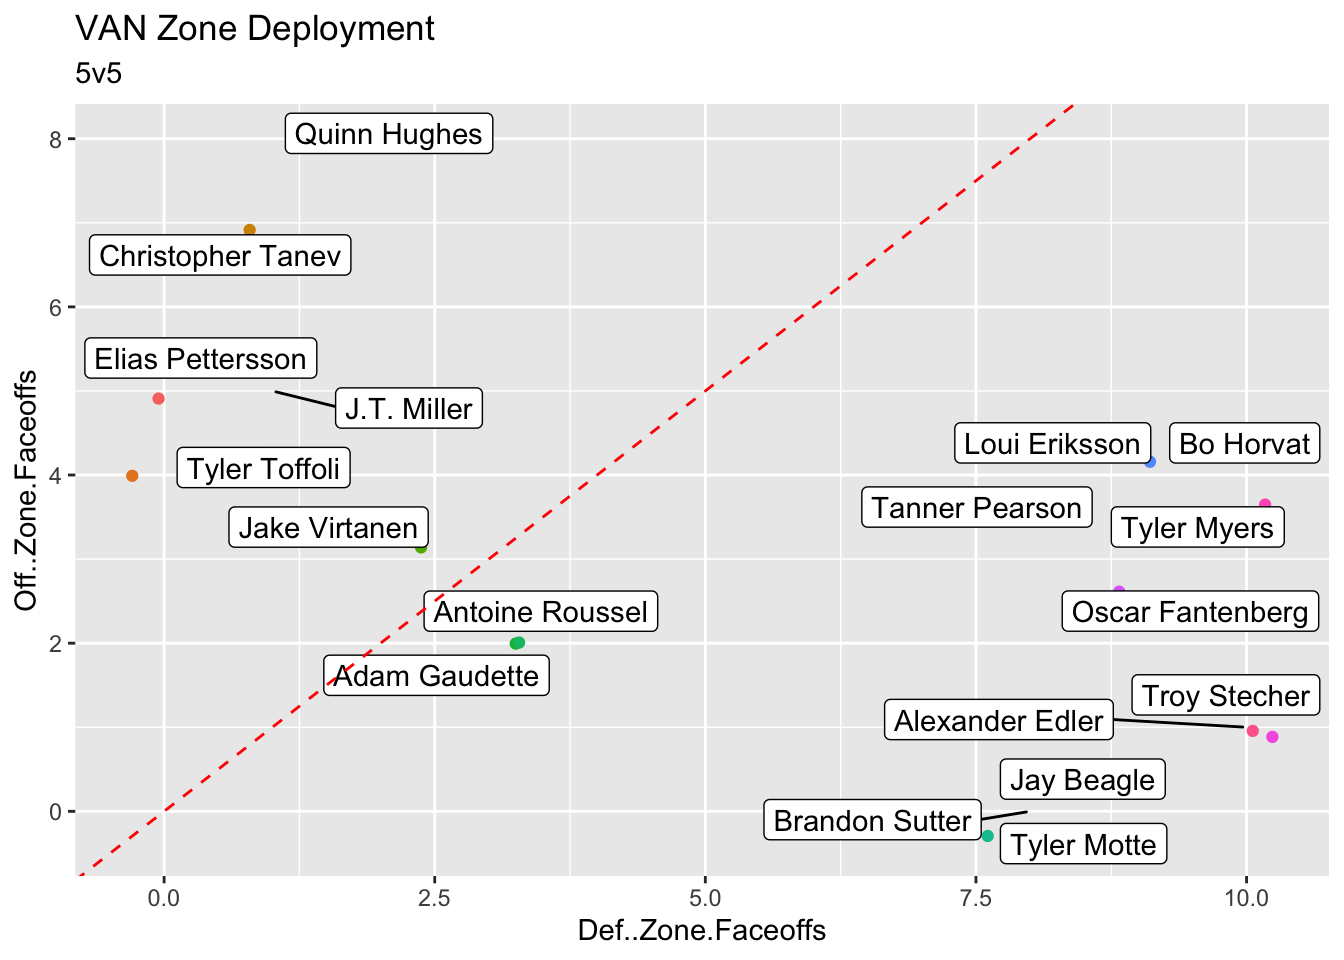 VAN Zone Deployment
5v5
Off..Zone.Faceoffs
8
6
4
2
0
Quinn Hughes
Christopher Tanev
Elias Pettersson
J.T. Miller
Loui Eriksson
Bo Horvat
Tyler Toffoli
Tanner Pearson
Jake Virtanen
Tyler Myers
Antoine Roussel
Oscar Fantenberg
Adam Gaudette
Troy Stecher
Alexander Edler
Jay Beagle
Brandon Sutter
Tyler Motte
0.0 2.5 5.0 7.5 10.0
Def..Zone.Faceoffs